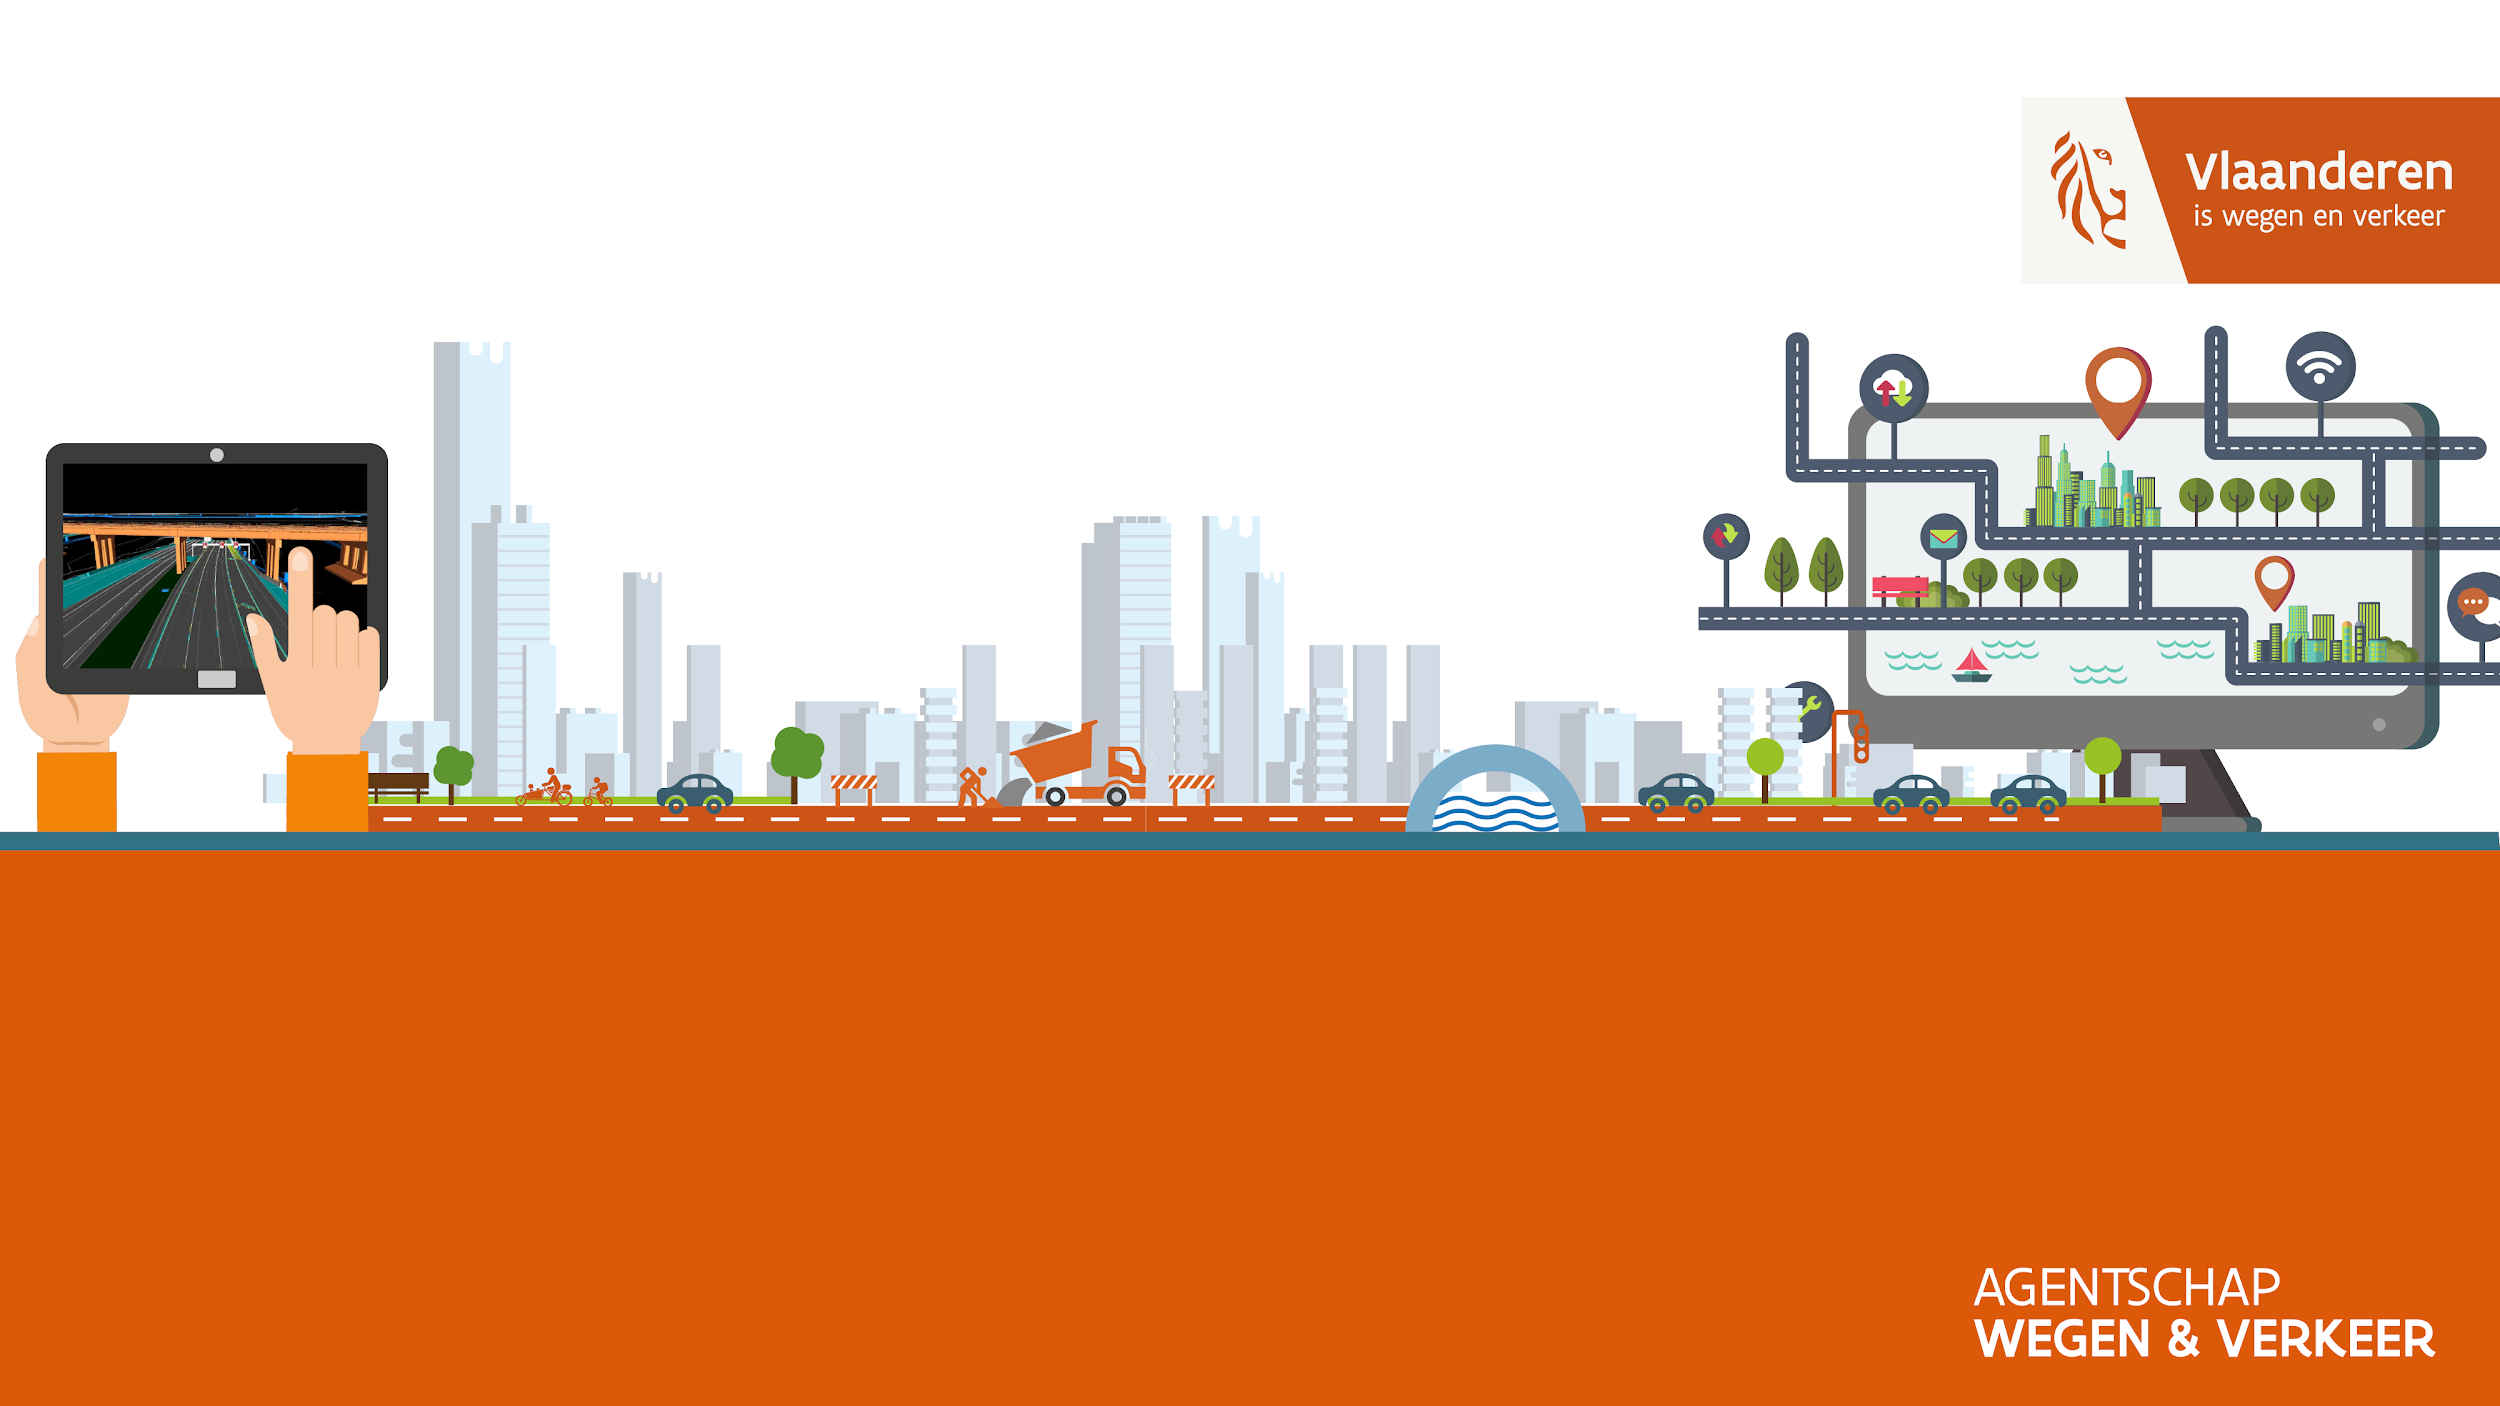 Vlaanderen
is wegen en verkeer
AGENTSCHAP
WEGEN & VERKEER